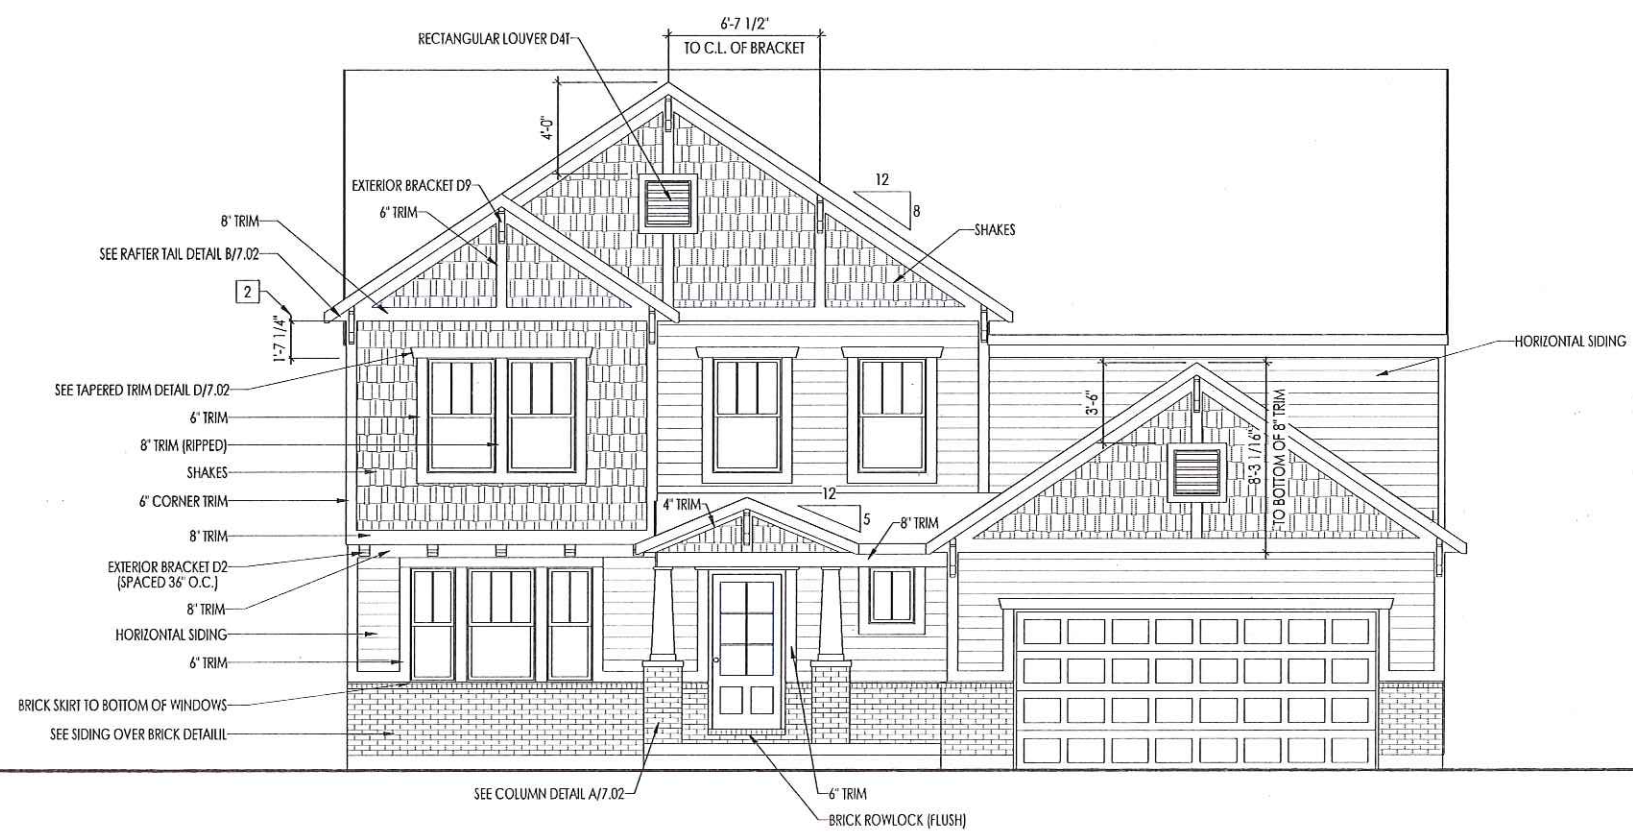 6'-7 1/2"
RECTANGULAR LOUVER D4T
TO C.L. OF BRACKET
4'-0"
EXTERIOR BRACKET D9
12
8
6" TRIM
8" TRIM
SHAKES
SEE RAFTER TAIL DETAIL B/7.02
2
1'-7 1/4"
HORIZONTAL SIDING
SEE TAPERED TRIM DETAIL D/7.02
3'-6"
8'-3 1/16"
TO BOTTOM OF 8" TRIM
6" TRIM
8" TRIM (RIPPED)
SHAKES
6" CORNER TRIM
12
4" TRIM
5
8" TRIM
8" TRIM
EXTERIOR BRACKET D2
(SPACED 36" O.C.)
8" TRIM
HORIZONTAL SIDING
6" TRIM
BRICK SKIRT TO BOTTOM OF WINDOWS
SEE SIDING OVER BRICK DETAILIL
SEE COLUMN DETAIL A/7.02
6" TRIM
BRICK ROWLOCK (FLUSH)